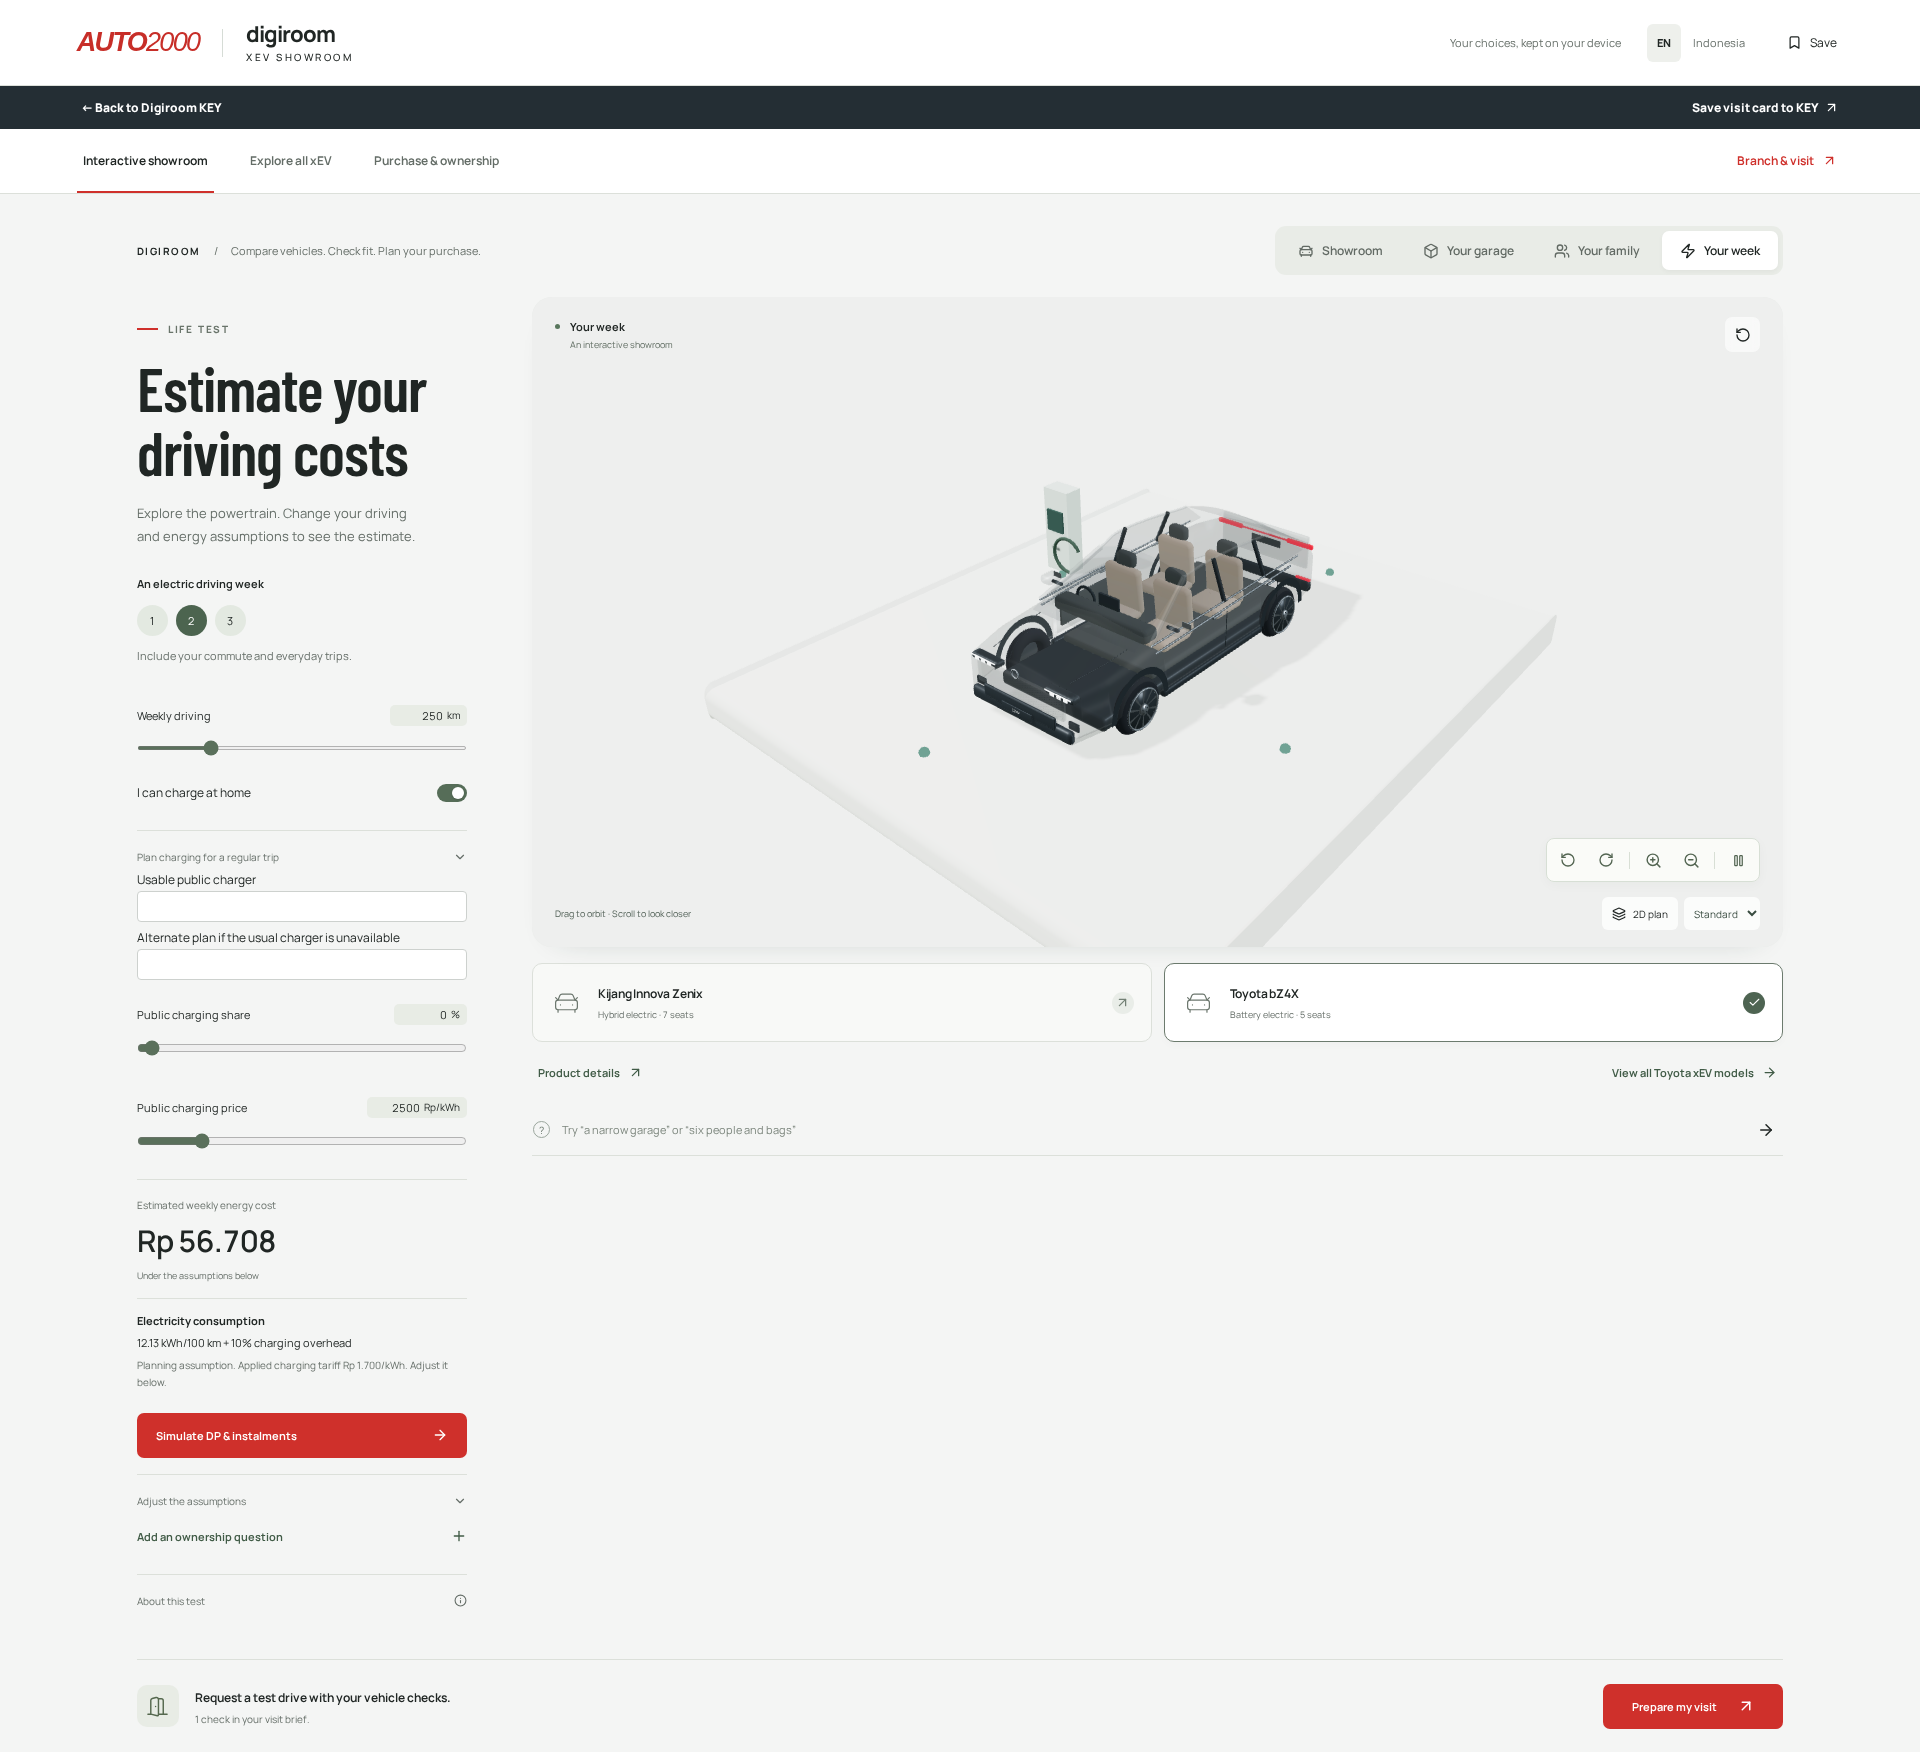 AUTO2000
digiroom
XEV SHOWROOM
Your choices, kept on your device
EN
Indonesia
Save
← Back to Digiroom KEY
Save visit card to KEY
Interactive showroom
Explore all xEV
Purchase & ownership
Branch & visit
DIGIROOM / Compare vehicles. Check fit. Plan your purchase.
Showroom
Your garage
Your family
Your week
LIFE TEST
Estimate your
driving costs
Explore the powertrain. Change your driving
and energy assumptions to see the estimate.
An electric driving week
1
2
3
Include your commute and everyday trips.
Weekly driving
250 km
I can charge at home
Plan charging for a regular trip
Usable public charger
Alternate plan if the usual charger is unavailable
Public charging share
0 %
Public charging price
2500 Rp/kWh
Estimated weekly energy cost
Rp 56.708
Under the assumptions below
Electricity consumption
12.13 kWh/100 km + 10% charging overhead
Planning assumption. Applied charging tariff Rp 1.700/kWh. Adjust it
below.
Simulate DP & instalments
Adjust the assumptions
Add an ownership question
About this test
Your week
An interactive showroom
Drag to orbit · Scroll to look closer
2D plan
Standard
Kijang Innova Zenix
Hybrid electric · 7 seats
Toyota bZ4X
Battery electric · 5 seats
Product details
View all Toyota xEV models
? Try “a narrow garage” or “six people and bags”
Request a test drive with your vehicle checks.
1 check in your visit brief.
Prepare my visit